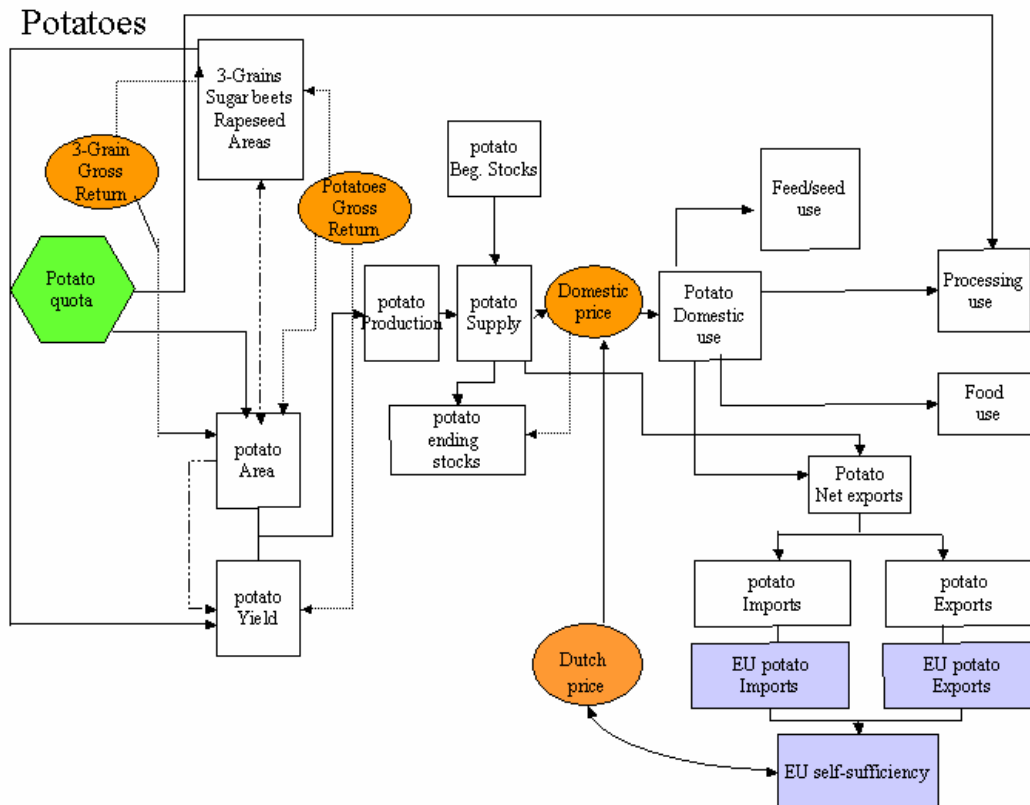 Potatoes
3-Grains
Sugar beets
Rapeseed
Areas
3-Grain
Gross
Return
Potatoes
Gross
Return
Potato
quota
potato
Beg. Stocks
Feed/seed
use
potato
Production
potato
Supply
Domestic
price
Potato
Domestic
use
Processing
use
potato
ending
stocks
Food
use
potato
Area
Potato
Net exports
potato
Yield
potato
Imports
potato
Exports
Dutch
price
EU potato
Imports
EU potato
Exports
EU self-sufficiency